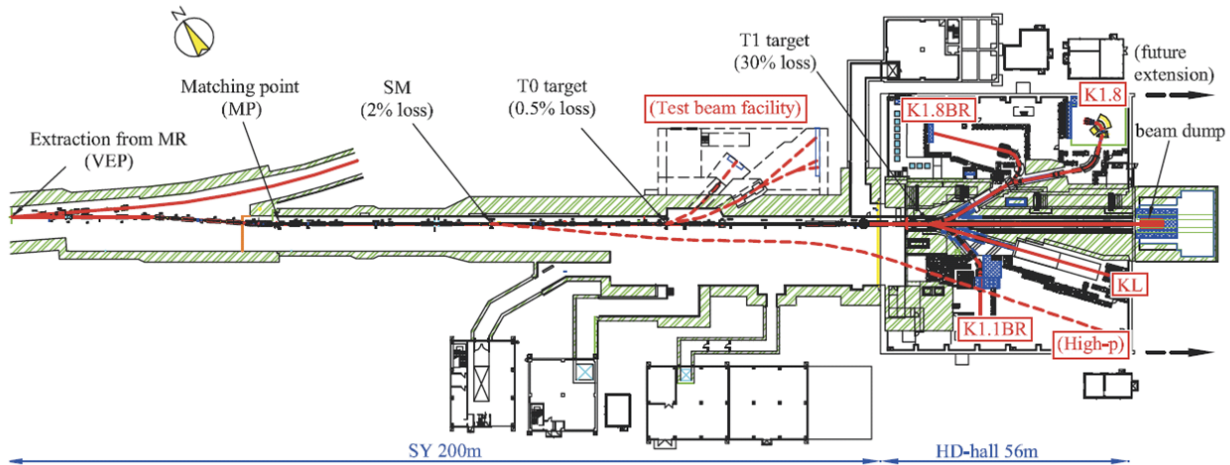 T1 target
(30% loss)
(future
extension)
SM
(2% loss)
T0 target
(0.5% loss)
Matching point
(MP)
(Test beam facility)
K1.8BR
K1.8
beam dump
Extraction from MR
(VEP)
KL
K1.1BR
(High-p)
SY 200m
HD-hall 56m